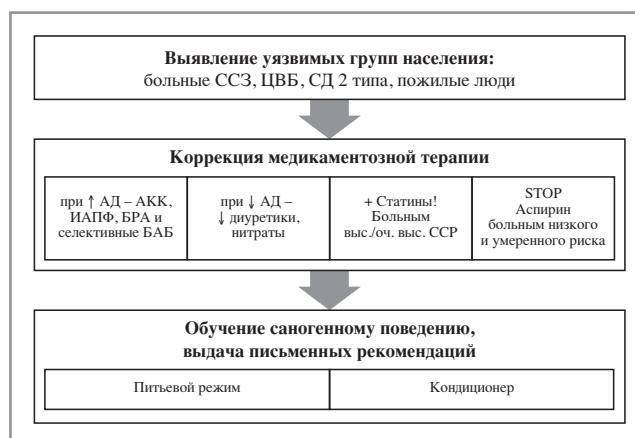 Выявление уязвимых групп населения:
больные ССЗ, ЦВБ, СД 2 типа, пожилые люди
Коррекция медикаментозной терапии
при ↑ АД – АКК,
ИАПФ, БРА и
селективные БАБ
при ↓ АД –
↓ диуретики,
нитраты
+ Статины!
Больным
выс./оч. выс. ССР
STOP
Аспирин
больным низкого
и умеренного риска
Обучение саногенному поведению,
выдача письменных рекомендаций
Питьевой режим
Кондиционер